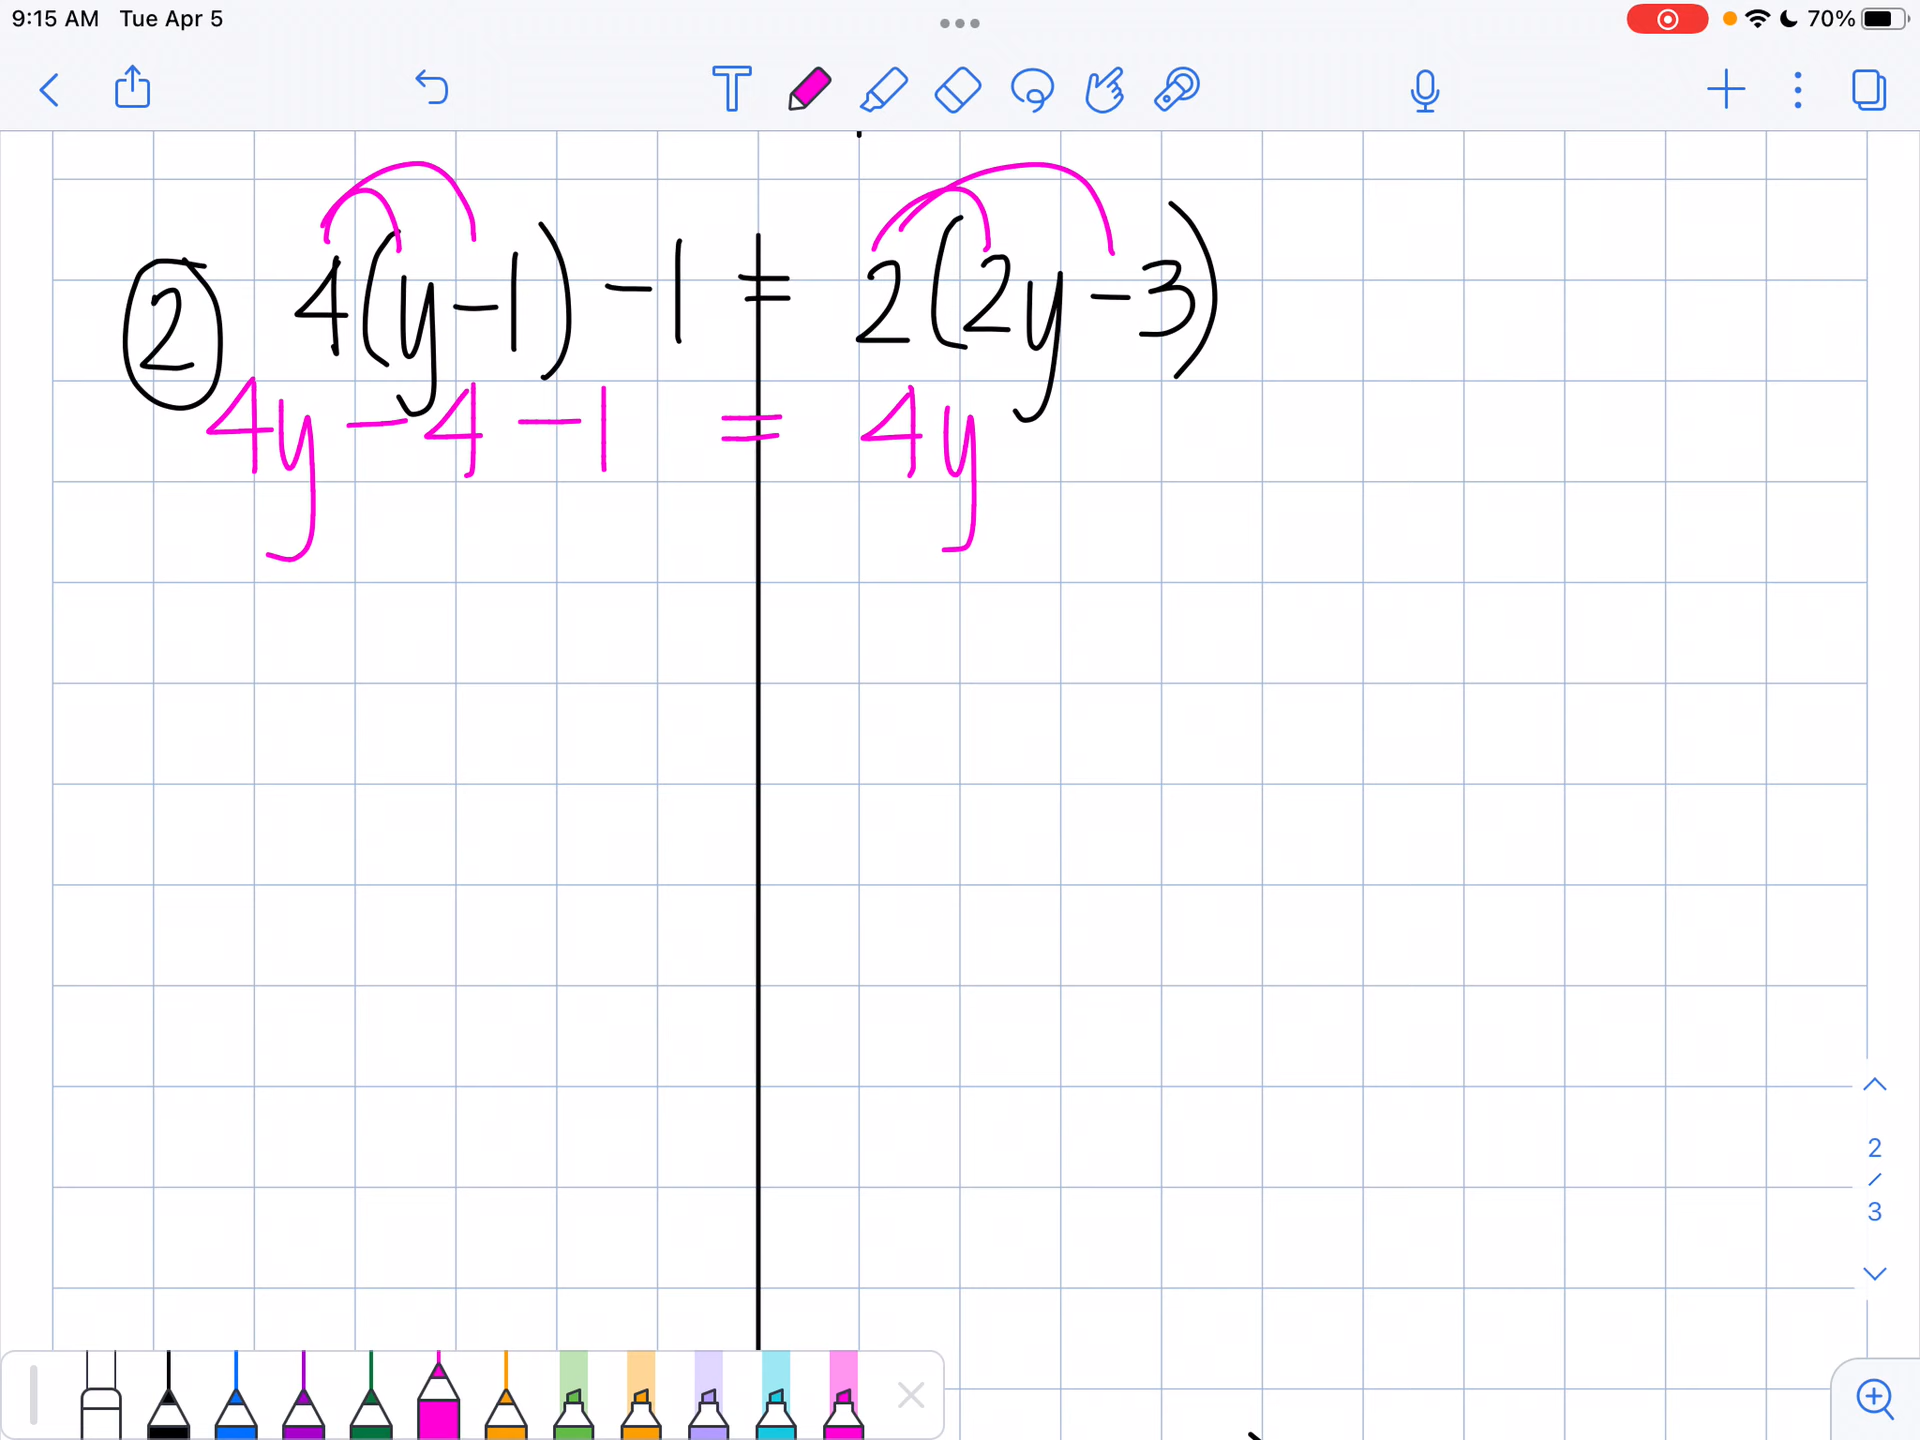 9:15 AM Tue Apr 5
70%
② 4(y-1)-1 = 2(2y-3)
4y-4-1 = 4y
2
/
3